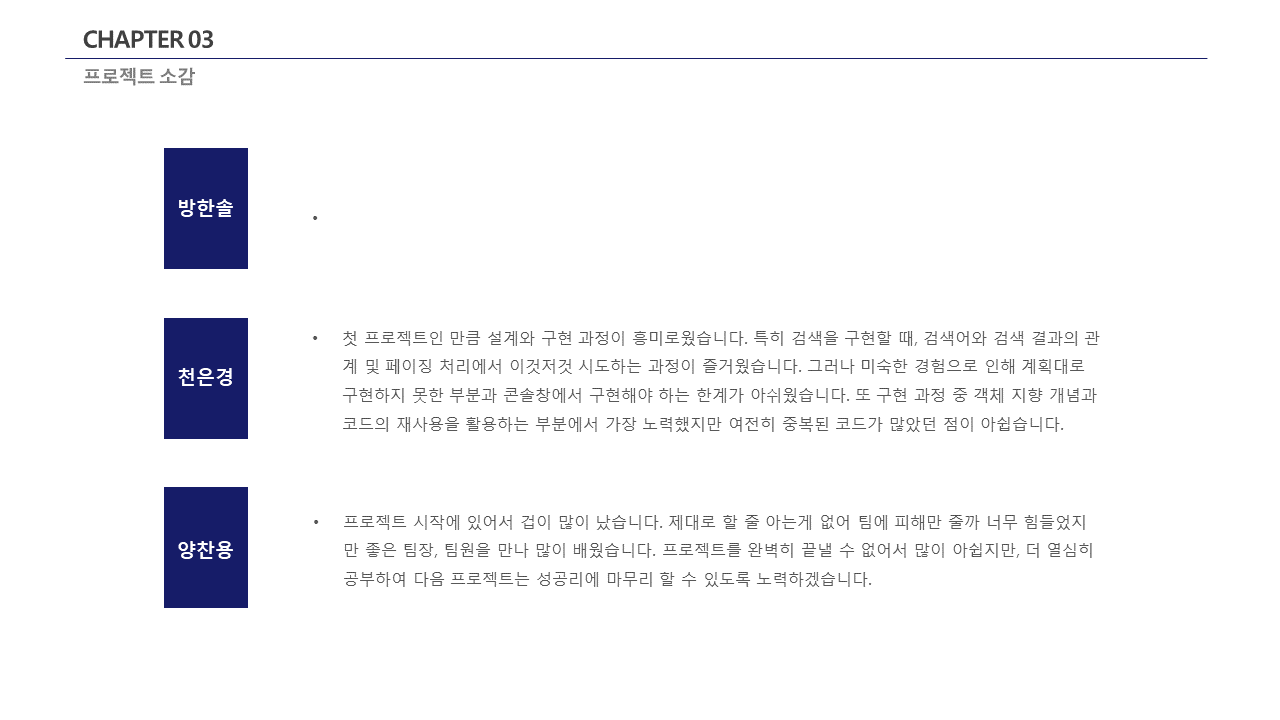 CHAPTER 03
프로젝트 소감
방한솔
•
천은경
• 첫 프로젝트인 만큼 설계와 구현 과정이 흥미로웠습니다. 특히 검색을 구현할 때, 검색어와 검색 결과의 관
계 및 페이징 처리에서 이것저것 시도하는 과정이 즐거웠습니다. 그러나 미숙한 경험으로 인해 계획대로
구현하지 못한 부분과 콘솔창에서 구현해야 하는 한계가 아쉬웠습니다. 또 구현 과정 중 객체 지향 개념과
코드의 재사용을 활용하는 부분에서 가장 노력했지만 여전히 중복된 코드가 많았던 점이 아쉽습니다.
양찬용
• 프로젝트 시작에 있어서 겁이 많이 났습니다. 제대로 할 줄 아는게 없어 팀에 피해만 줄까 너무 힘들었지
만 좋은 팀장, 팀원을 만나 많이 배웠습니다. 프로젝트를 완벽히 끝낼 수 없어서 많이 아쉽지만, 더 열심히
공부하여 다음 프로젝트는 성공리에 마무리 할 수 있도록 노력하겠습니다.